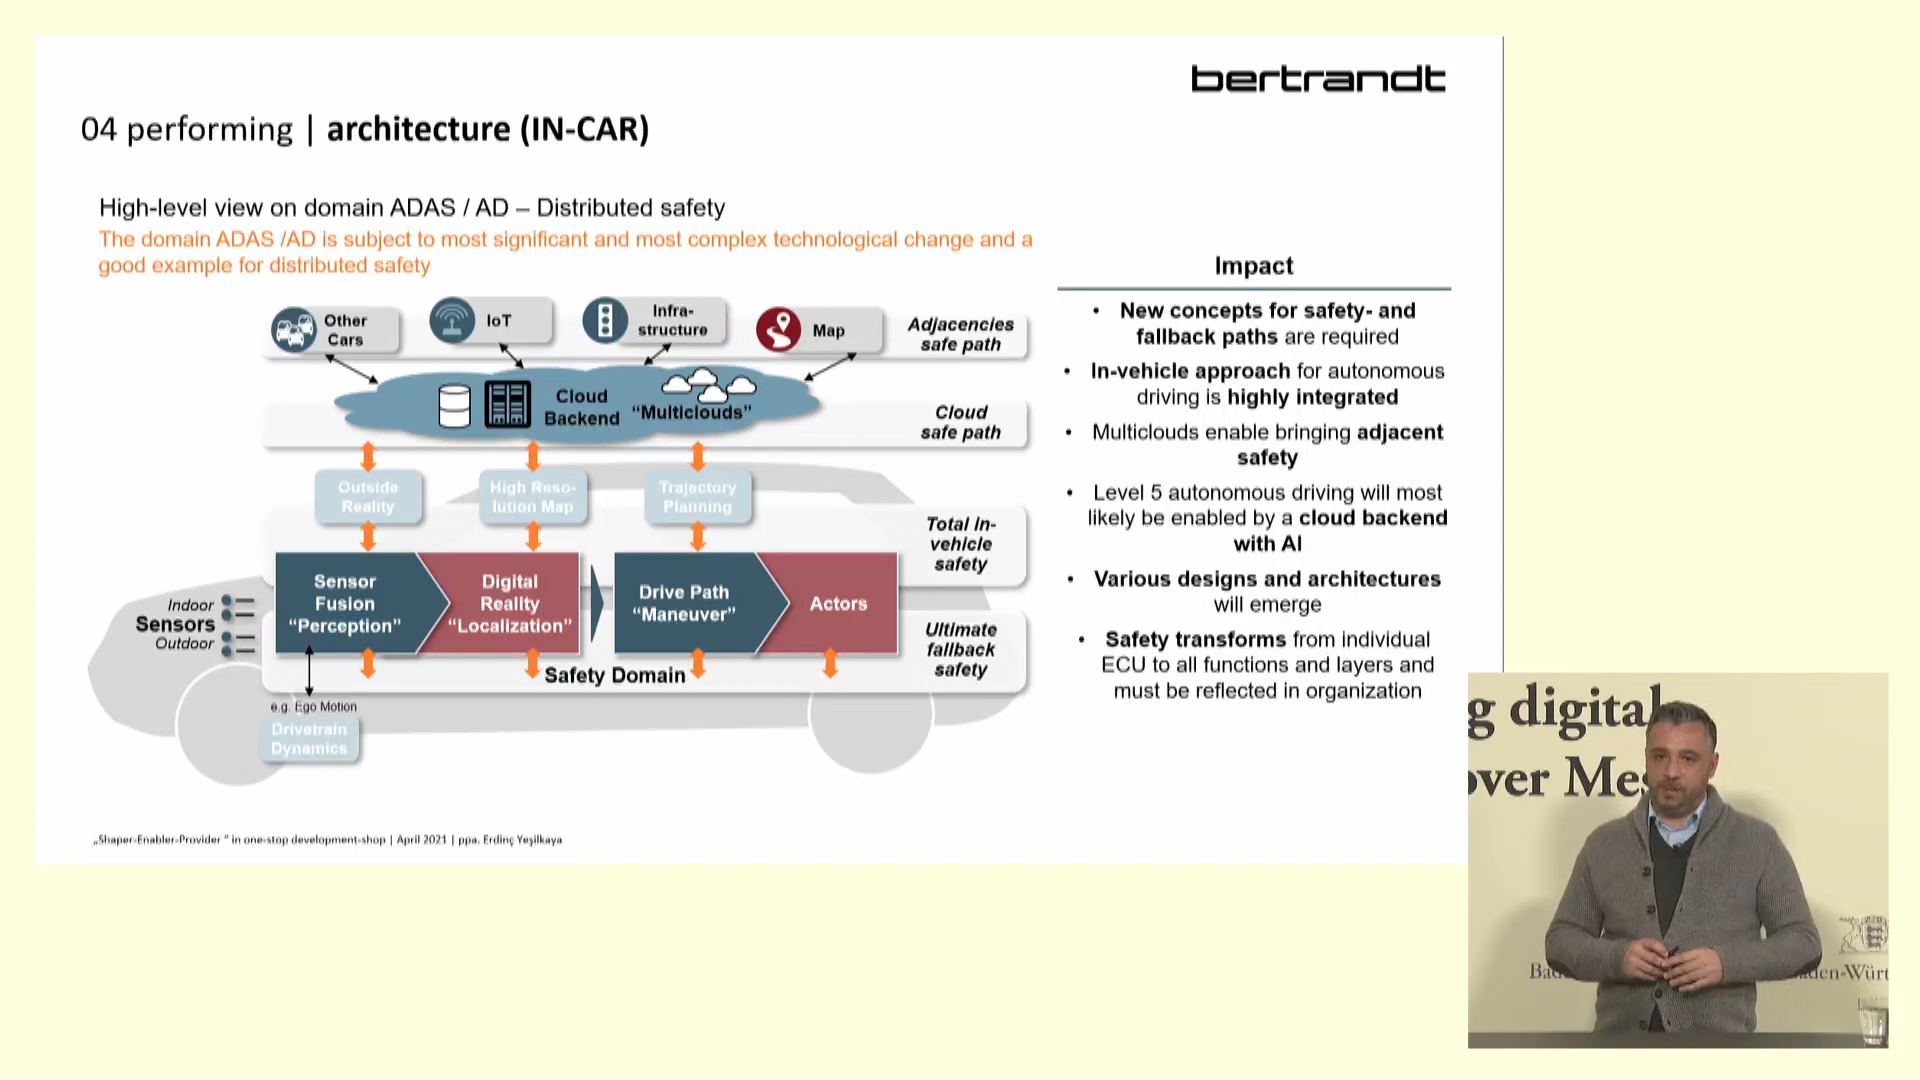 bertrandt
04 performing | architecture (IN-CAR)
High-level view on domain ADAS / AD – Distributed safety
The domain ADAS /AD is subject to most significant and most complex technological change and a
good example for distributed safety
Other
Cars
IoT
Infra-
structure
Map
Adjacencies
safe path
Cloud
Backend
“Multiclouds”
Cloud
safe path
Outside
Reality
High Reso-
lution Map
Trajectory
Planning
Total in-
vehicle
safety
Indoor
Sensors
Outdoor
Sensor
Fusion
“Perception”
Digital
Reality
“Localization”
Drive Path
“Maneuver”
Actors
Ultimate
fallback
safety
Safety Domain
e.g. Ego Motion
Drivetrain
Dynamics
Impact
• New concepts for safety- and
fallback paths are required
• In-vehicle approach for autonomous
driving is highly integrated
• Multiclouds enable bringing adjacent
safety
• Level 5 autonomous driving will most
likely be enabled by a cloud backend
with AI
• Various designs and architectures
will emerge
• Safety transforms from individual
ECU to all functions and layers and
must be reflected in organization
„Shaper-Enabler-Provider “ in one-stop development-shop | April 2021 | ppa. Erdinç Yeşilkaya
g digital
over Mes
Bad
aden-Würt